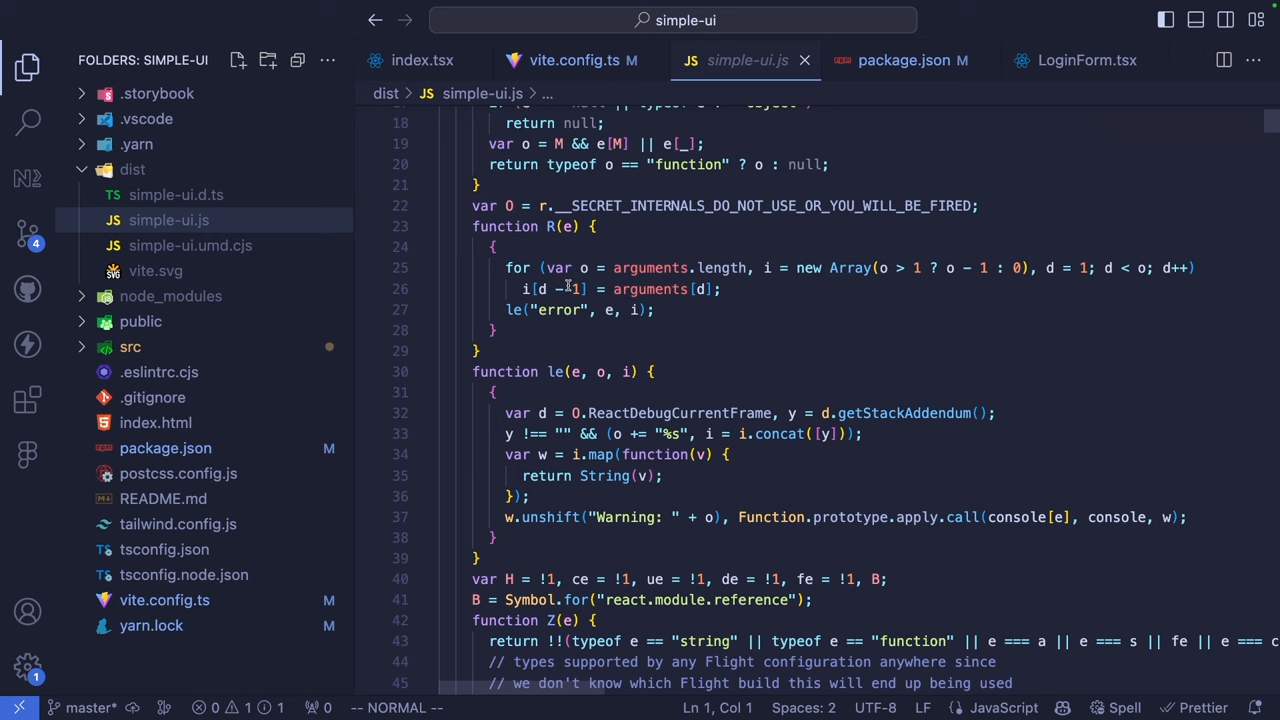 simple-ui
FOLDERS: SIMPLE-UI
index.tsx
vite.config.ts M
simple-ui.js
package.json M
LoginForm.tsx
dist
simple-ui.js
...
.storybook
.vscode
.yarn
dist
simple-ui.d.ts
simple-ui.js
simple-ui.umd.cjs
vite.svg
node_modules
public
src
.eslintrc.cjs
.gitignore
index.html
package.json M
postcss.config.js
README.md
tailwind.config.js
tsconfig.json
tsconfig.node.json
vite.config.ts M
yarn.lock M
4
1
18 return null;
19 var o = M && e[M] || e[_];
20 return typeof o == "function" ? o : null;
21 }
22 var O = r.__SECRET_INTERNALS_DO_NOT_USE_OR_YOU_WILL_BE_FIRED;
23 function R(e) {
24 {
25 for (var o = arguments.length, i = new Array(o > 1 ? o - 1 : 0), d = 1; d < o; d++)
26 i[d - 1] = arguments[d];
27 le("error", e, i);
28 }
29 }
30 function le(e, o, i) {
31 {
32 var d = O.ReactDebugCurrentFrame, y = d.getStackAddendum();
33 y !== "" && (o += "%s", i = i.concat([y]));
34 var w = i.map(function(v) {
35 return String(v);
36 });
37 w.unshift("Warning: " + o), Function.prototype.apply.call(console[e], console, w);
38 }
39 }
40 var H = !1, ce = !1, ue = !1, de = !1, fe = !1, B;
41 B = Symbol.for("react.module.reference");
42 function Z(e) {
43 return !!(typeof e == "string" || typeof e == "function" || e === a || e === s || fe || e === c
44 // types supported by any Flight configuration anywhere since
45 // we don't know which Flight build this will end up being used
master* 0 1 1 0 -- NORMAL -- Ln 1, Col 1 Spaces: 2 UTF-8 LF JavaScript Spell Prettier